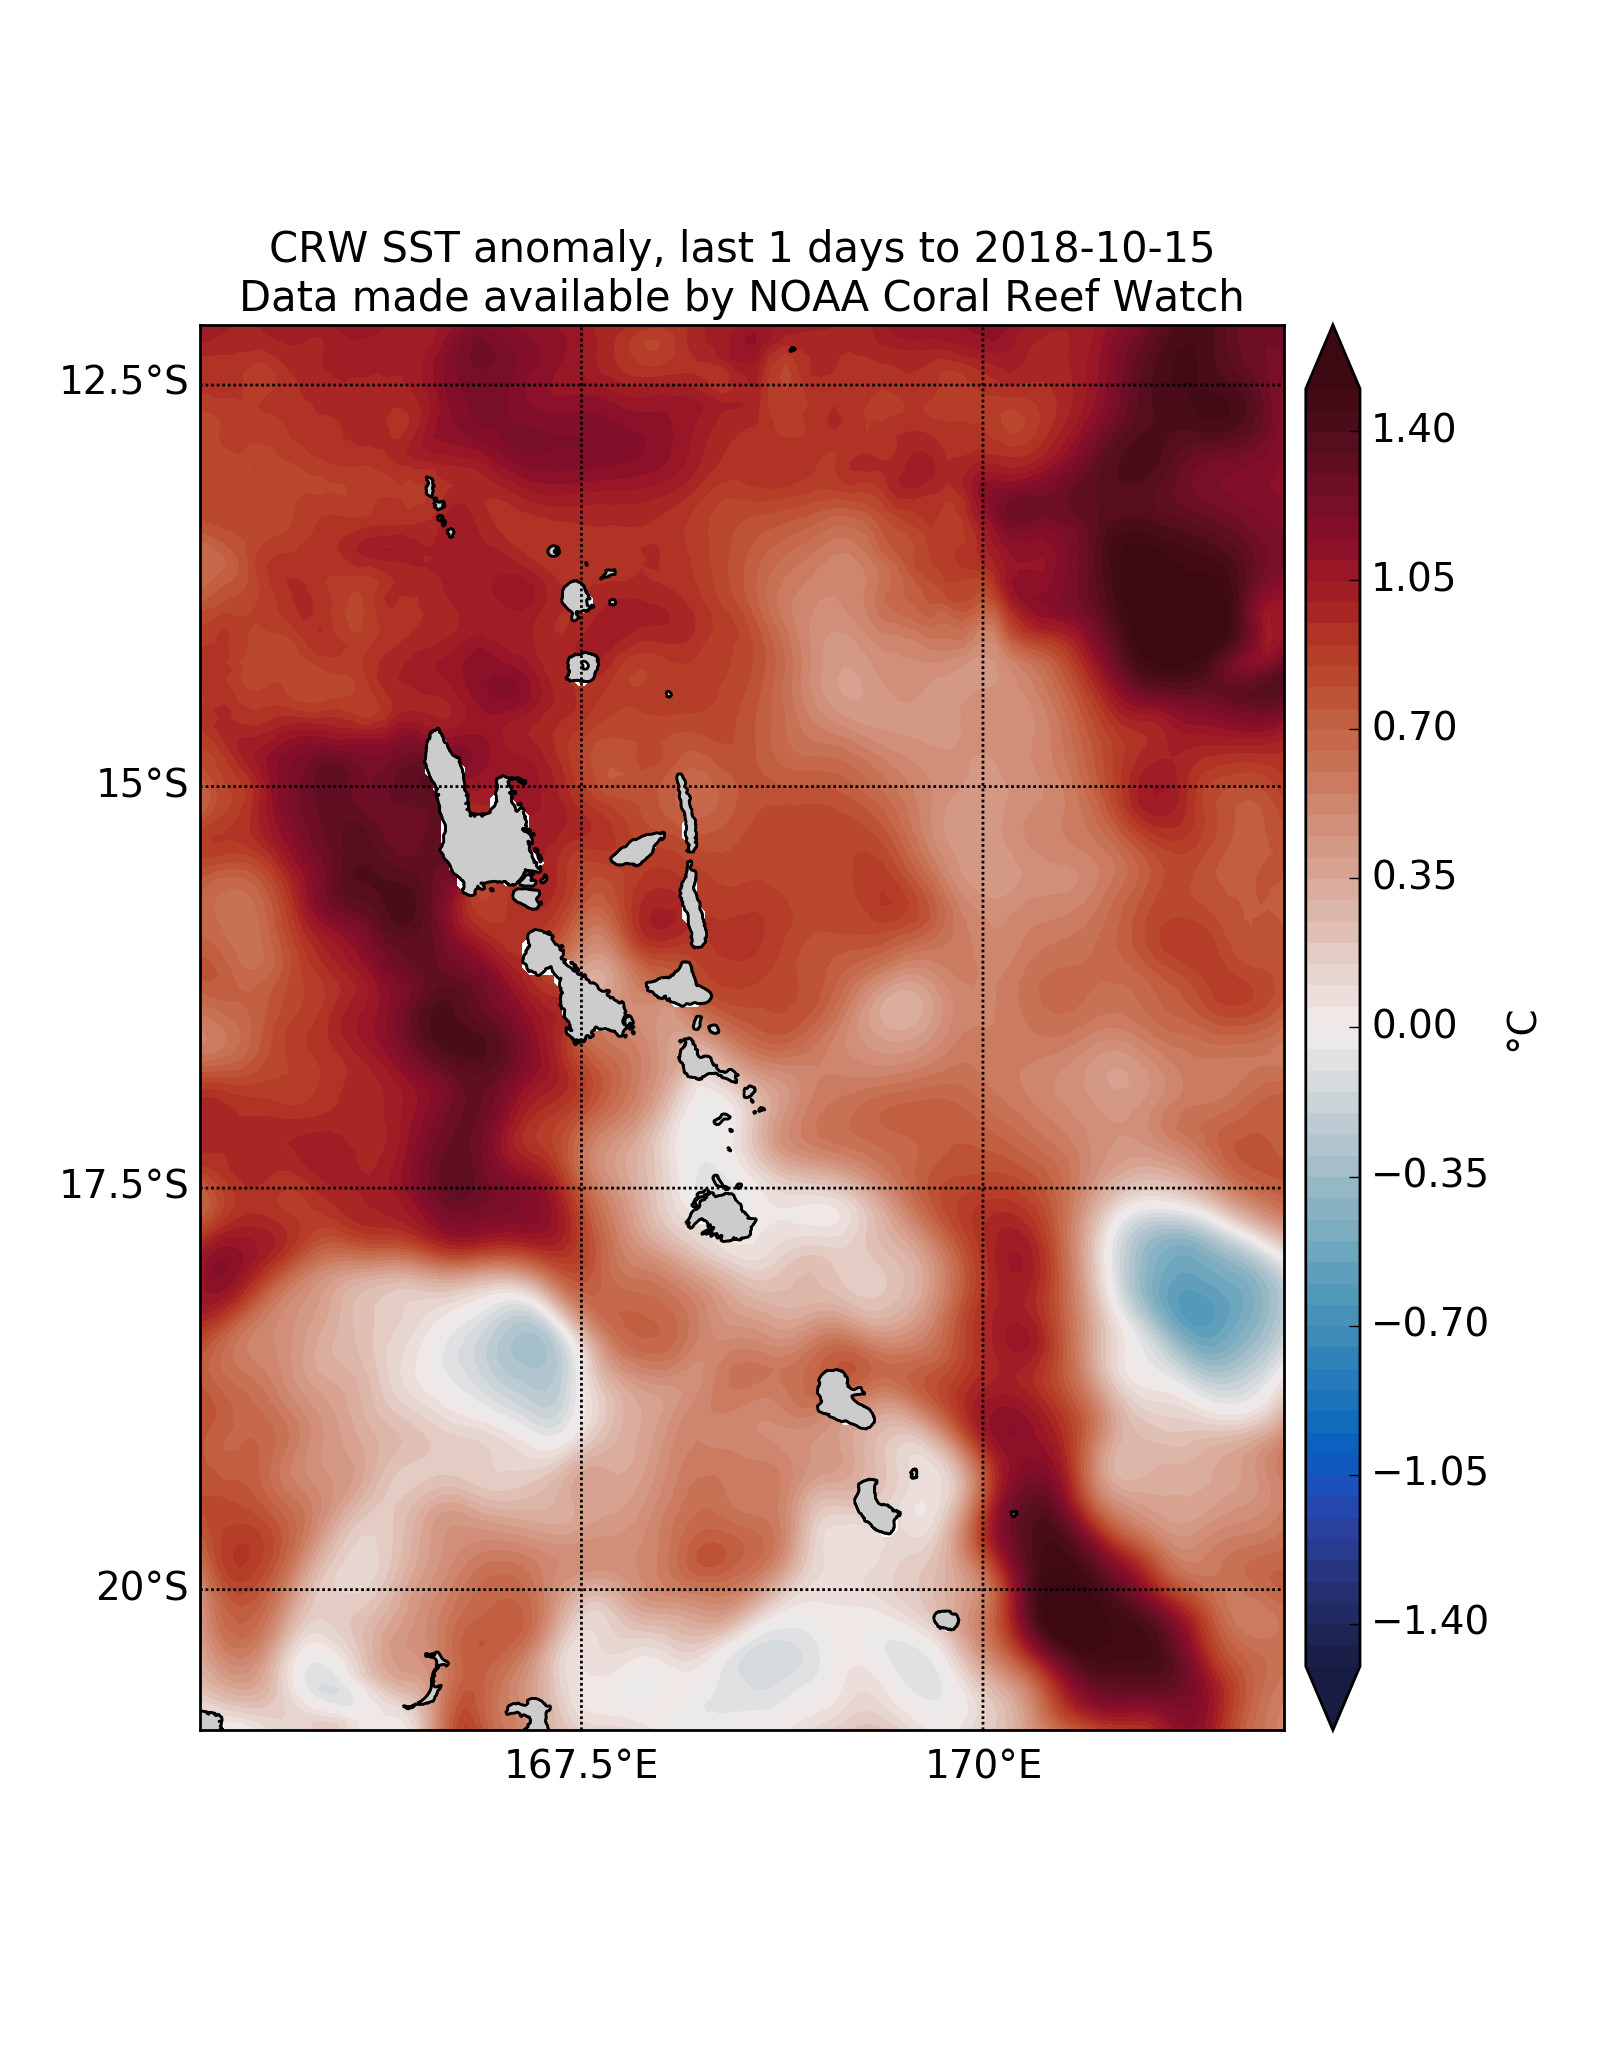 CRW SST anomaly, last 1 days to 2018-10-15
Data made available by NOAA Coral Reef Watch
12.5°S
15°S
17.5°S
20°S
167.5°E
170°E
1.40
1.05
0.70
0.35
0.00
−0.35
−0.70
−1.05
−1.40
°C